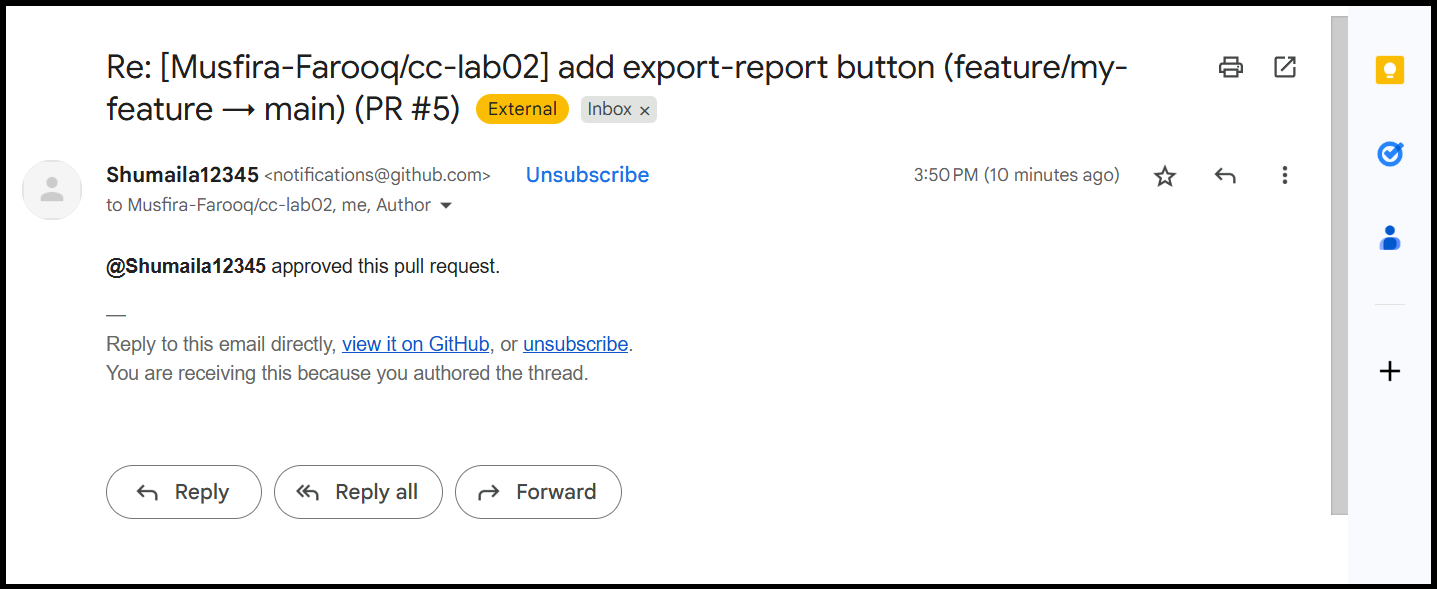 Re: [Musfira-Farooq/cc-lab02] add export-report button (feature/my-
feature → main) (PR #5) External Inbox ×
Shumaila12345 <notifications@github.com> Unsubscribe 3:50 PM (10 minutes ago)
to Musfira-Farooq/cc-lab02, me, Author
@Shumaila12345 approved this pull request.
—
Reply to this email directly, view it on GitHub, or unsubscribe.
You are receiving this because you authored the thread.
Reply Reply all Forward